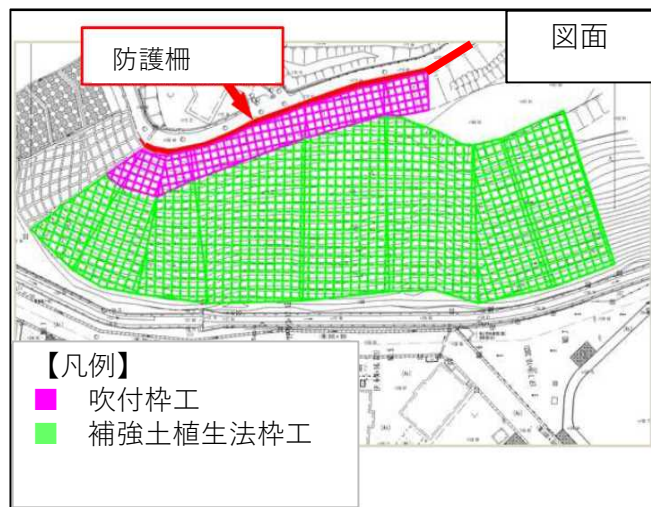 図面
防護柵
【凡例】
吹付枠工
補強土植生法枠工